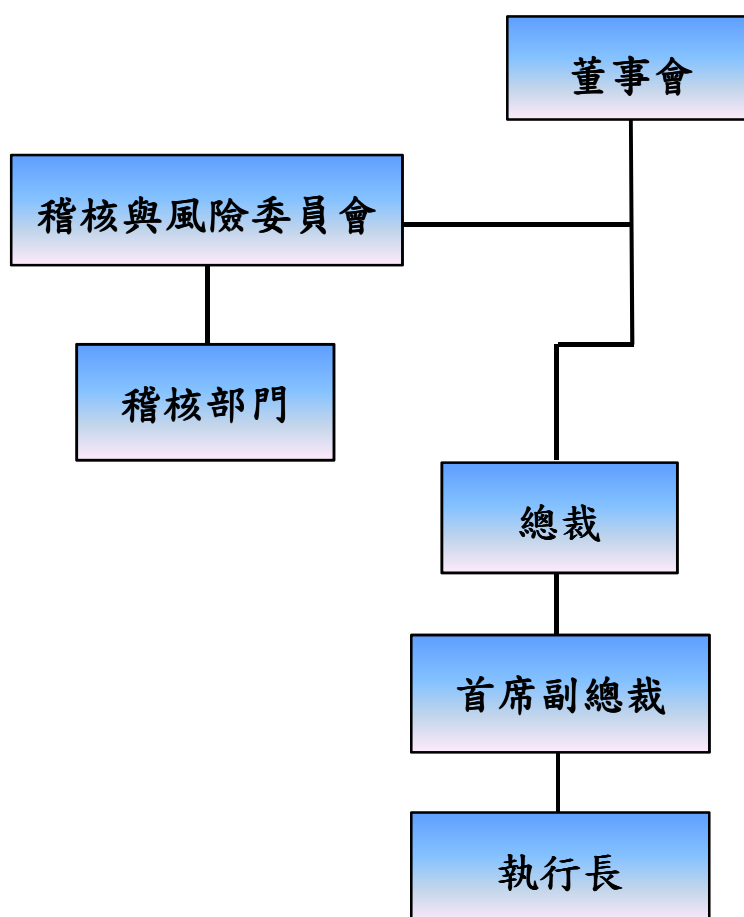 董事會
稽核與風險委員會
稽核部門
總裁
首席副總裁
執行長